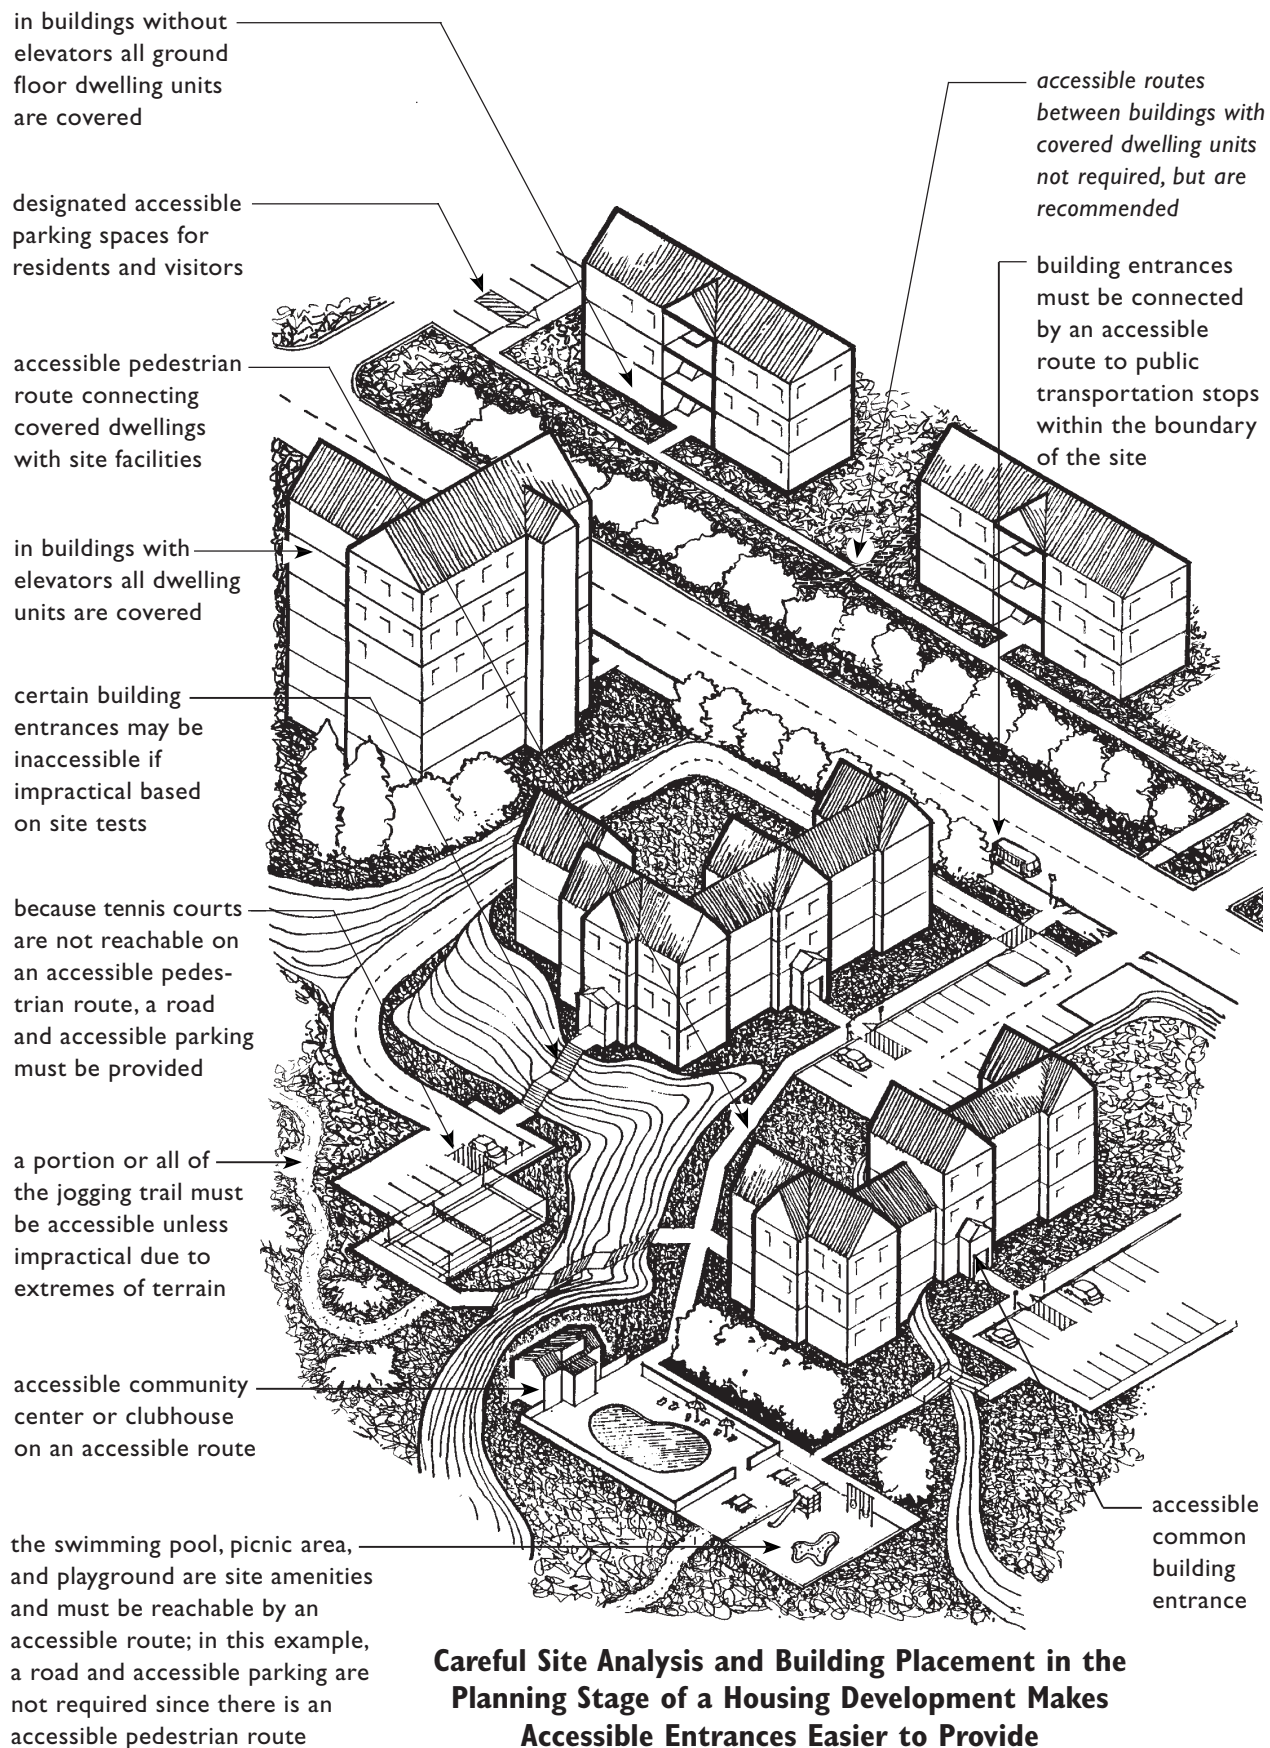 in buildings without
elevators all ground
floor dwelling units
are covered
accessible routes
between buildings with
covered dwelling units
not required, but are
recommended
designated accessible
parking spaces for
residents and visitors
building entrances
must be connected
by an accessible
route to public
transportation stops
within the boundary
of the site
accessible pedestrian
route connecting
covered dwellings
with site facilities
in buildings with
elevators all dwelling
units are covered
certain building
entrances may be
inaccessible if
impractical based
on site tests
because tennis courts
are not reachable on
an accessible pedes-
trian route, a road
and accessible parking
must be provided
a portion or all of
the jogging trail must
be accessible unless
impractical due to
extremes of terrain
accessible community
center or clubhouse
on an accessible route
accessible
common
building
entrance
the swimming pool, picnic area,
and playground are site amenities
and must be reachable by an
accessible route; in this example,
a road and accessible parking are
not required since there is an
accessible pedestrian route
Careful Site Analysis and Building Placement in the
Planning Stage of a Housing Development Makes
Accessible Entrances Easier to Provide